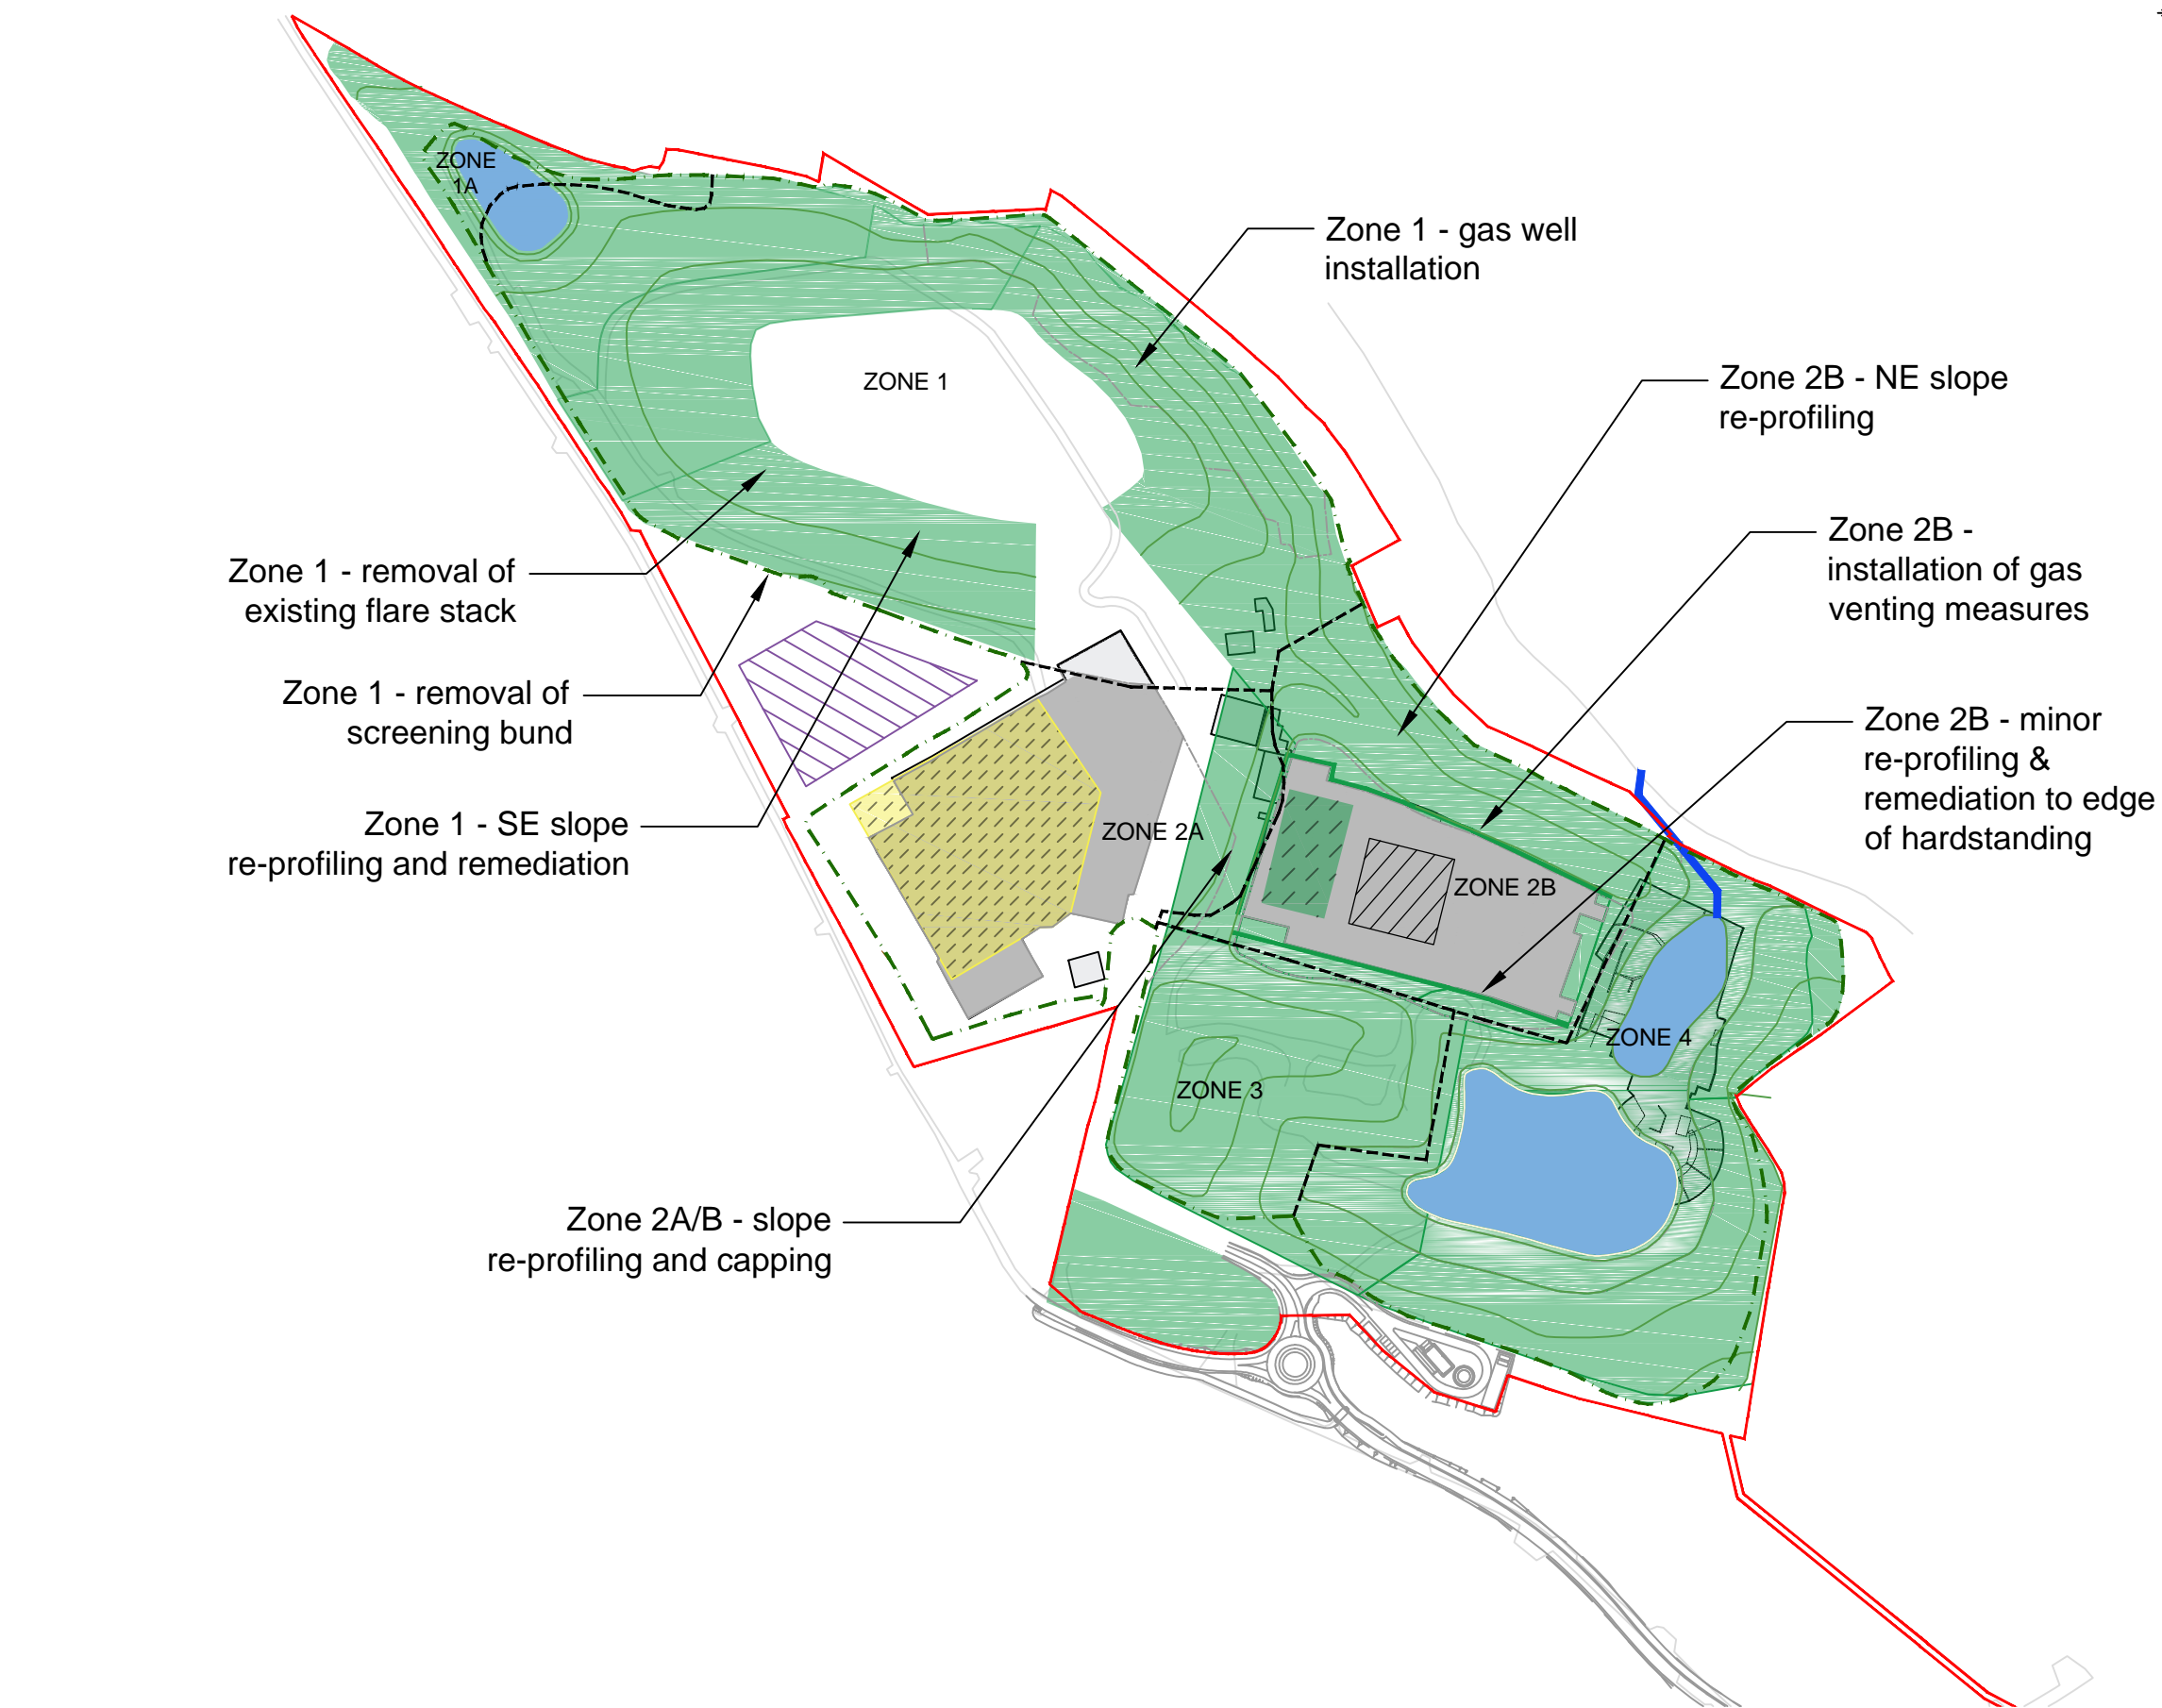 ZONE
1A
Zone 1 - gas well
installation
ZONE 1
Zone 2B - NE slope
re-profiling
Zone 2B -
installation of gas
venting measures
Zone 1 - removal of
existing flare stack
Zone 1 - removal of
screening bund
Zone 2B - minor
re-profiling &
remediation to edge
of hardstanding
Zone 1 - SE slope
re-profiling and remediation
ZONE 2A
ZONE 2B
ZONE 4
ZONE 3
Zone 2A/B - slope
re-profiling and capping